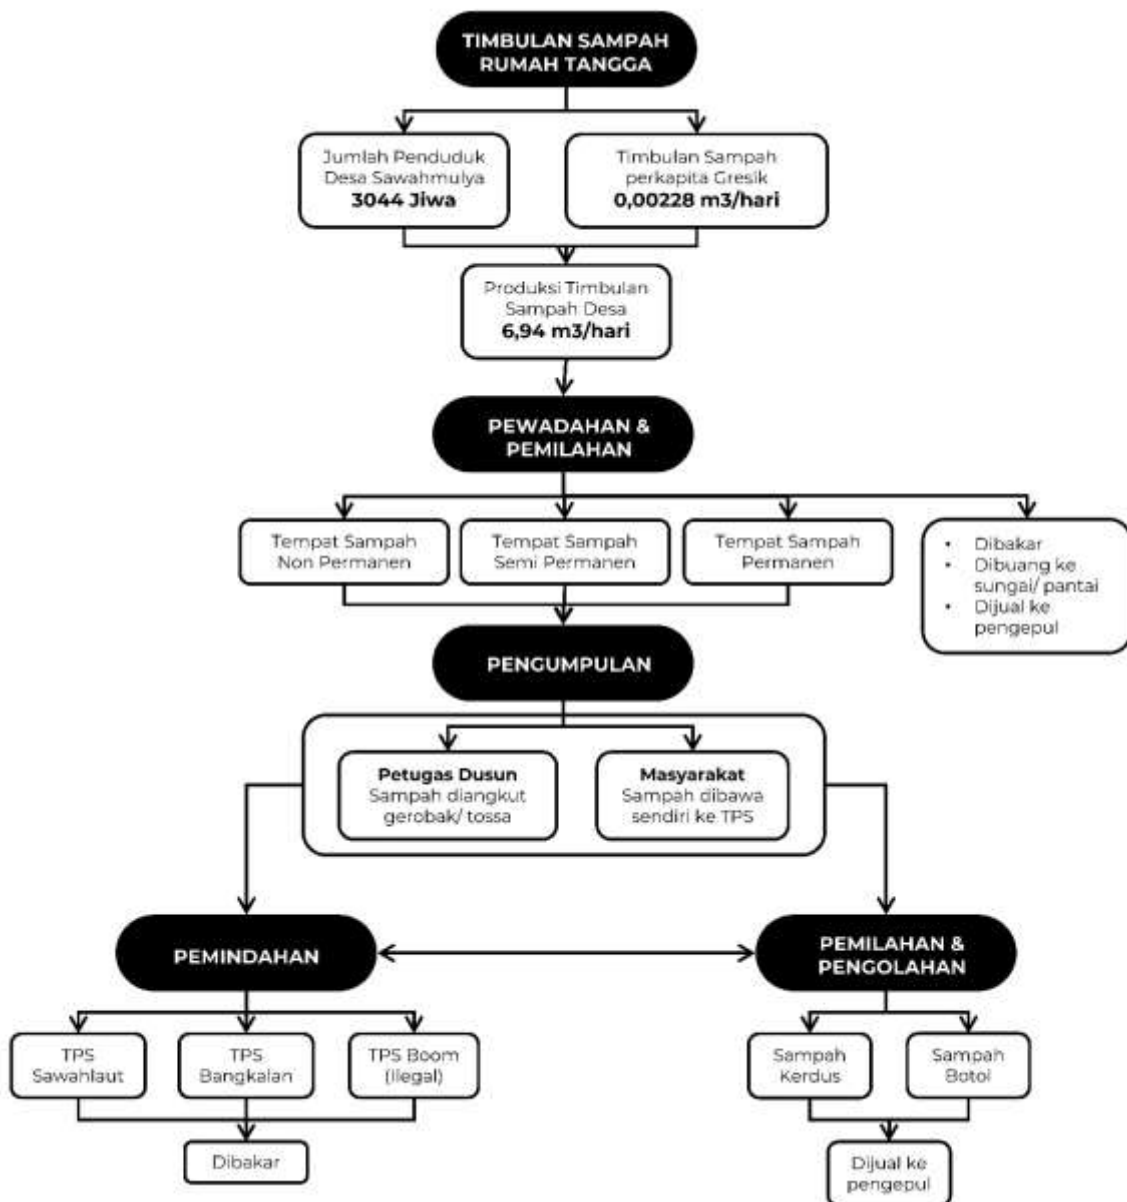 TIMBULAN SAMPAH
RUMAH TANGGA
Jumlah Penduduk
Desa Sawahmulya
3044 Jiwa
Timbulan Sampah
perkapita Gresik
0,00228 m3/hari
Produksi Timbulan
Sampah Desa
6,94 m3/hari
PEWADAHAN &
PEMILAHAN
Tempat Sampah
Non Permanen
Tempat Sampah
Semi Permanen
Tempat Sampah
Permanen
• Dibakar
• Dibuang ke
sungai/ pantai
• Dijual ke
pengepul
PENGUMPULAN
Petugas Dusun
Sampah diangkut
gerobak/ tossa
Masyarakat
Sampah dibawa
sendiri ke TPS
PEMINDAHAN
PEMILAHAN &
PENGOLAHAN
TPS
Sawahlaut
TPS
Bangkalan
TPS Boom
(Ilegal)
Sampah
Kerdus
Sampah
Botol
Dibakar
Dijual ke
pengepul